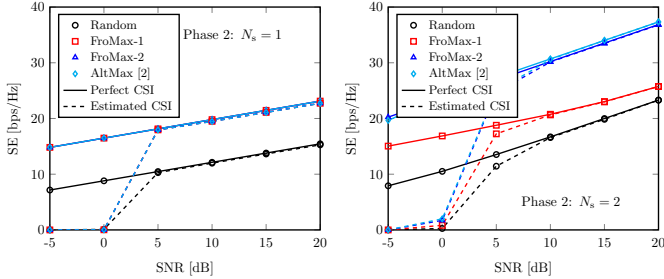 40
30
20
10
0
SE [bps/Hz]
-5
0
5
10
15
20
SNR [dB]
Random
FroMax-1
FroMax-2
AltMax [2]
Perfect CSI
Estimated CSI
Phase 2: Ns = 1
40
30
20
10
0
SE [bps/Hz]
-5
0
5
10
15
20
SNR [dB]
Random
FroMax-1
FroMax-2
AltMax [2]
Perfect CSI
Estimated CSI
Phase 2: Ns = 2